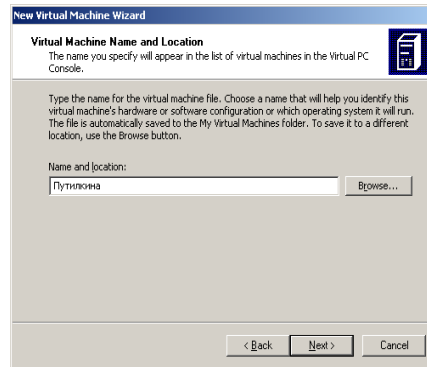 New Virtual Machine Wizard
Virtual Machine Name and Location
The name you specify will appear in the list of virtual machines in the Virtual PC
Console.
Type the name for the virtual machine file. Choose a name that will help you identify this
virtual machine's hardware or software configuration or which operating system it will run.
The file is automatically saved to the My Virtual Machines folder. To save it to a different
location, use the Browse button.
Name and location:
Путилкина
Browse...
< Back
Next >
Cancel